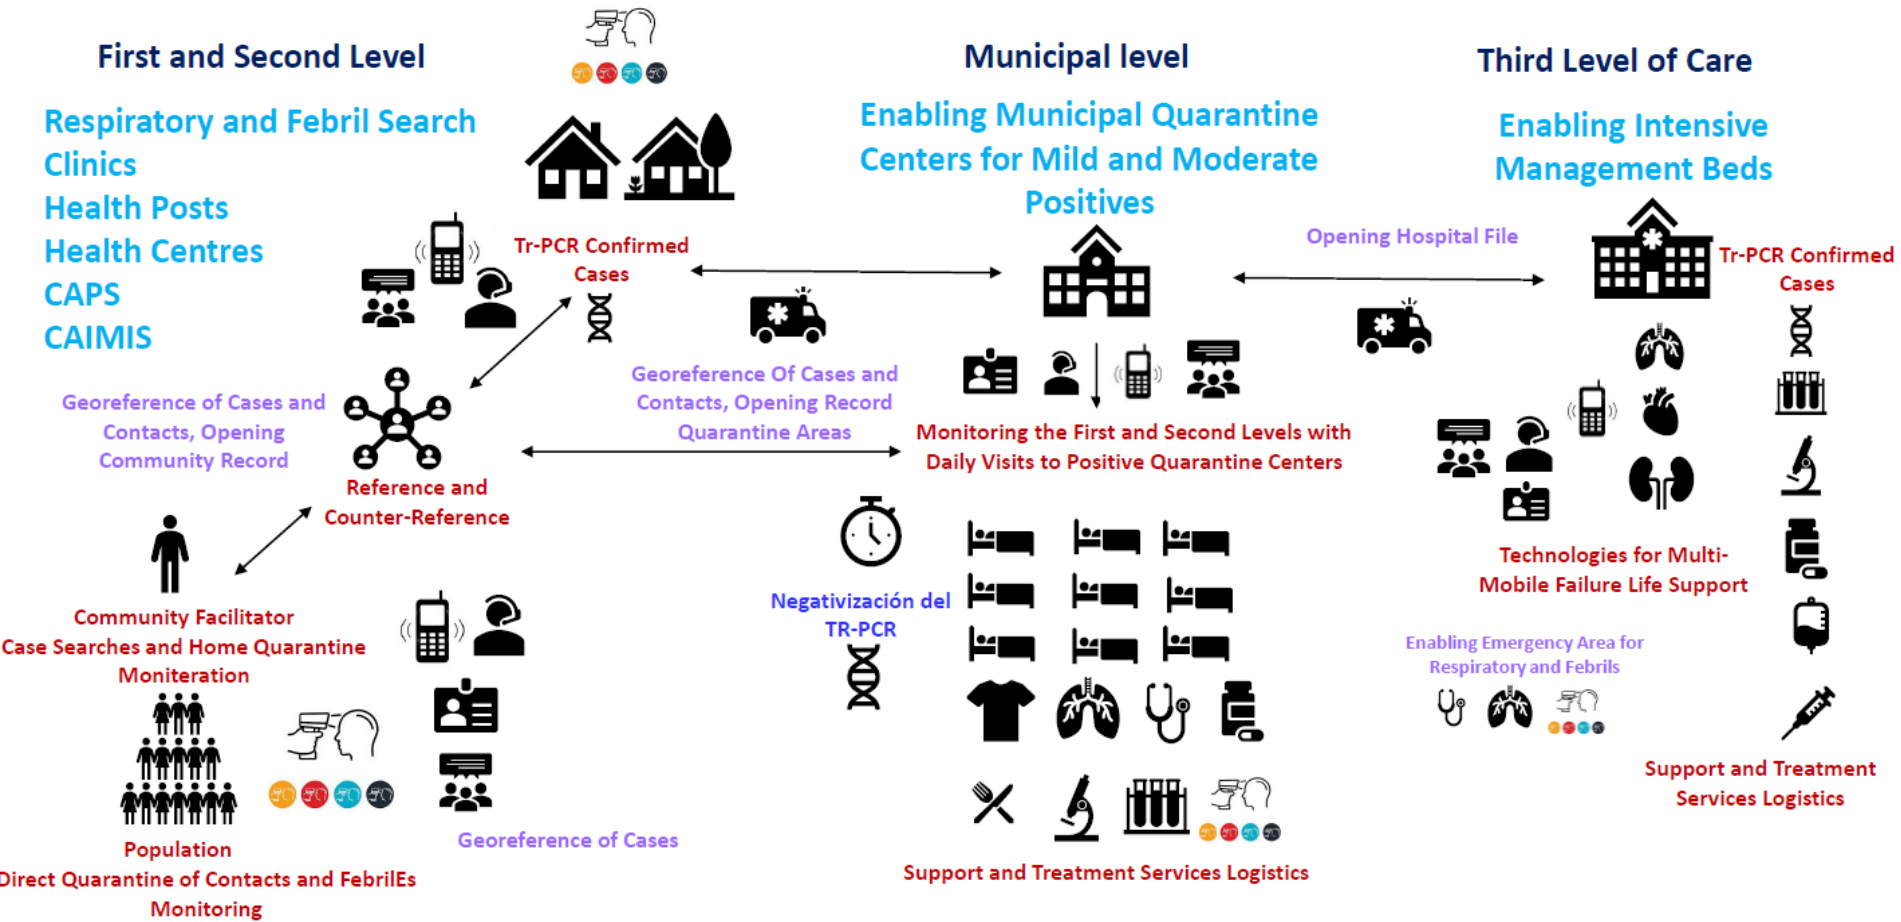 First and Second Level
Respiratory and Febril Search
Clinics
Health Posts
Health Centres
CAPS
CAIMIS
Tr-PCR Confirmed
Cases
Georeference of Cases and
Contacts, Opening
Community Record
Reference and
Counter-Reference
Community Facilitator
Case Searches and Home Quarantine
Moniteration
Population
Direct Quarantine of Contacts and FebrilEs
Monitoring
Georeference of Cases
Georeference Of Cases and
Contacts, Opening Record
Quarantine Areas
Municipal level
Enabling Municipal Quarantine
Centers for Mild and Moderate
Positives
Monitoring the First and Second Levels with
Daily Visits to Positive Quarantine Centers
Negativización del
TR-PCR
Support and Treatment Services Logistics
Opening Hospital File
Third Level of Care
Enabling Intensive
Management Beds
Tr-PCR Confirmed
Cases
Technologies for Multi-
Mobile Failure Life Support
Enabling Emergency Area for
Respiratory and Febrils
Support and Treatment
Services Logistics